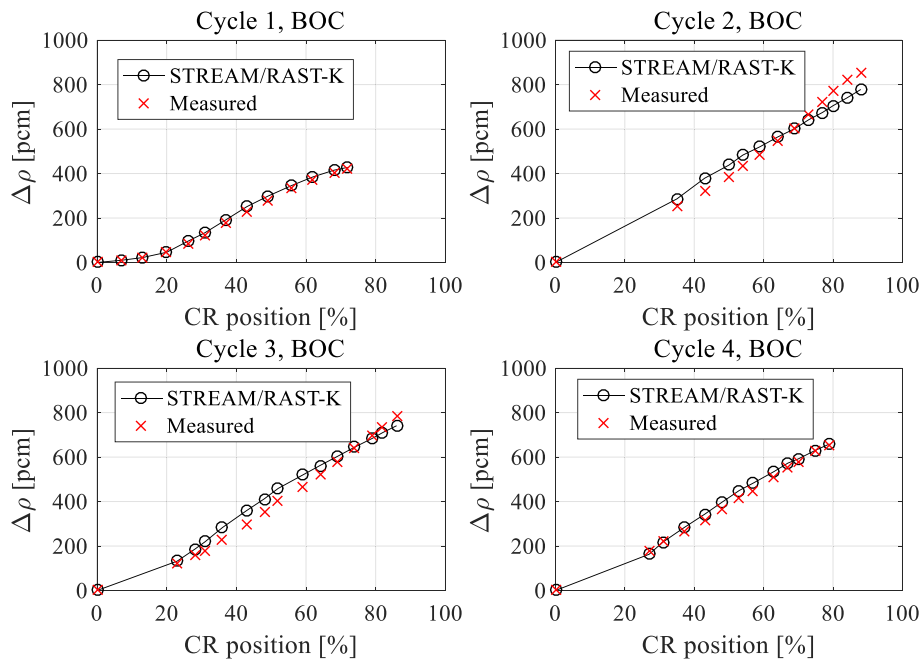 Cycle 1, BOC
1000
800
600
400
200
0
Δρ [pcm]
STREAM/RAST-K
Measured
0 20 40 60 80 100
CR position [%]
Cycle 2, BOC
1000
800
600
400
200
0
Δρ [pcm]
STREAM/RAST-K
Measured
0 20 40 60 80 100
CR position [%]
Cycle 3, BOC
1000
800
600
400
200
0
Δρ [pcm]
STREAM/RAST-K
Measured
0 20 40 60 80 100
CR position [%]
Cycle 4, BOC
1000
800
600
400
200
0
Δρ [pcm]
STREAM/RAST-K
Measured
0 20 40 60 80 100
CR position [%]